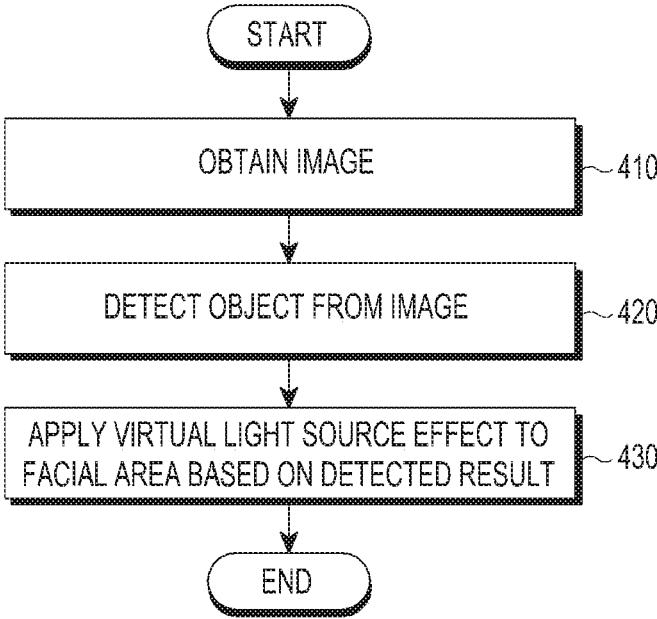 START
OBTAIN IMAGE
410
DETECT OBJECT FROM IMAGE
420
APPLY VIRTUAL LIGHT SOURCE EFFECT TO
FACIAL AREA BASED ON DETECTED RESULT
430
END